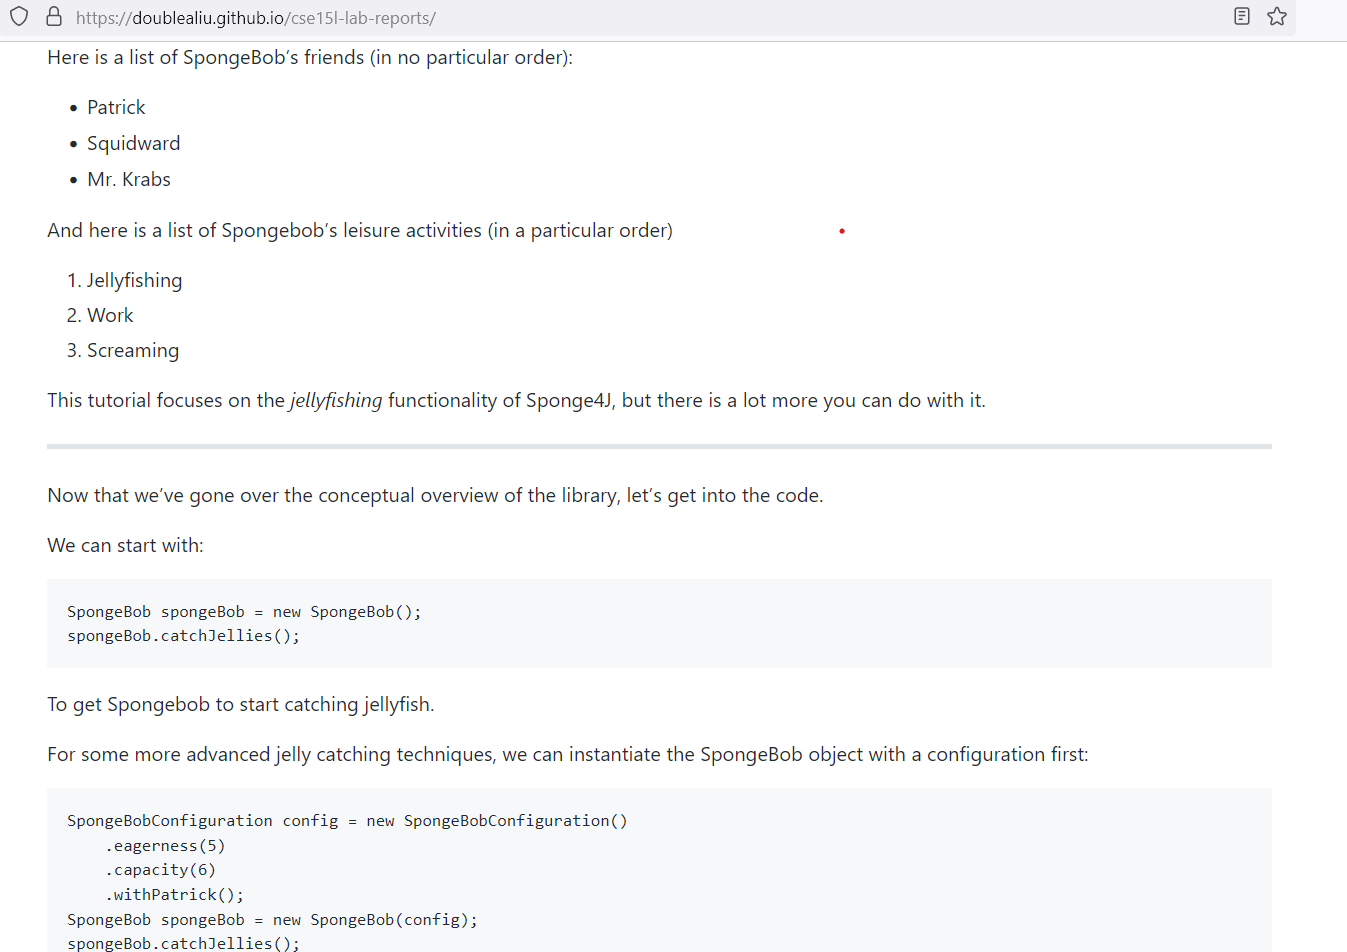 https://doublealiu.github.io/cse15l-lab-reports/
Here is a list of SpongeBob’s friends (in no particular order):
• Patrick
• Squidward
• Mr. Krabs
And here is a list of Spongebob’s leisure activities (in a particular order)
1. Jellyfishing
2. Work
3. Screaming
This tutorial focuses on the jellyfishing functionality of Sponge4J, but there is a lot more you can do with it.
Now that we’ve gone over the conceptual overview of the library, let’s get into the code.
We can start with:
SpongeBob spongeBob = new SpongeBob();
spongeBob.catchJellies();
To get Spongebob to start catching jellyfish.
For some more advanced jelly catching techniques, we can instantiate the SpongeBob object with a configuration first:
SpongeBobConfiguration config = new SpongeBobConfiguration()
    .eagerness(5)
    .capacity(6)
    .withPatrick();
SpongeBob spongeBob = new SpongeBob(config);
spongeBob.catchJellies();